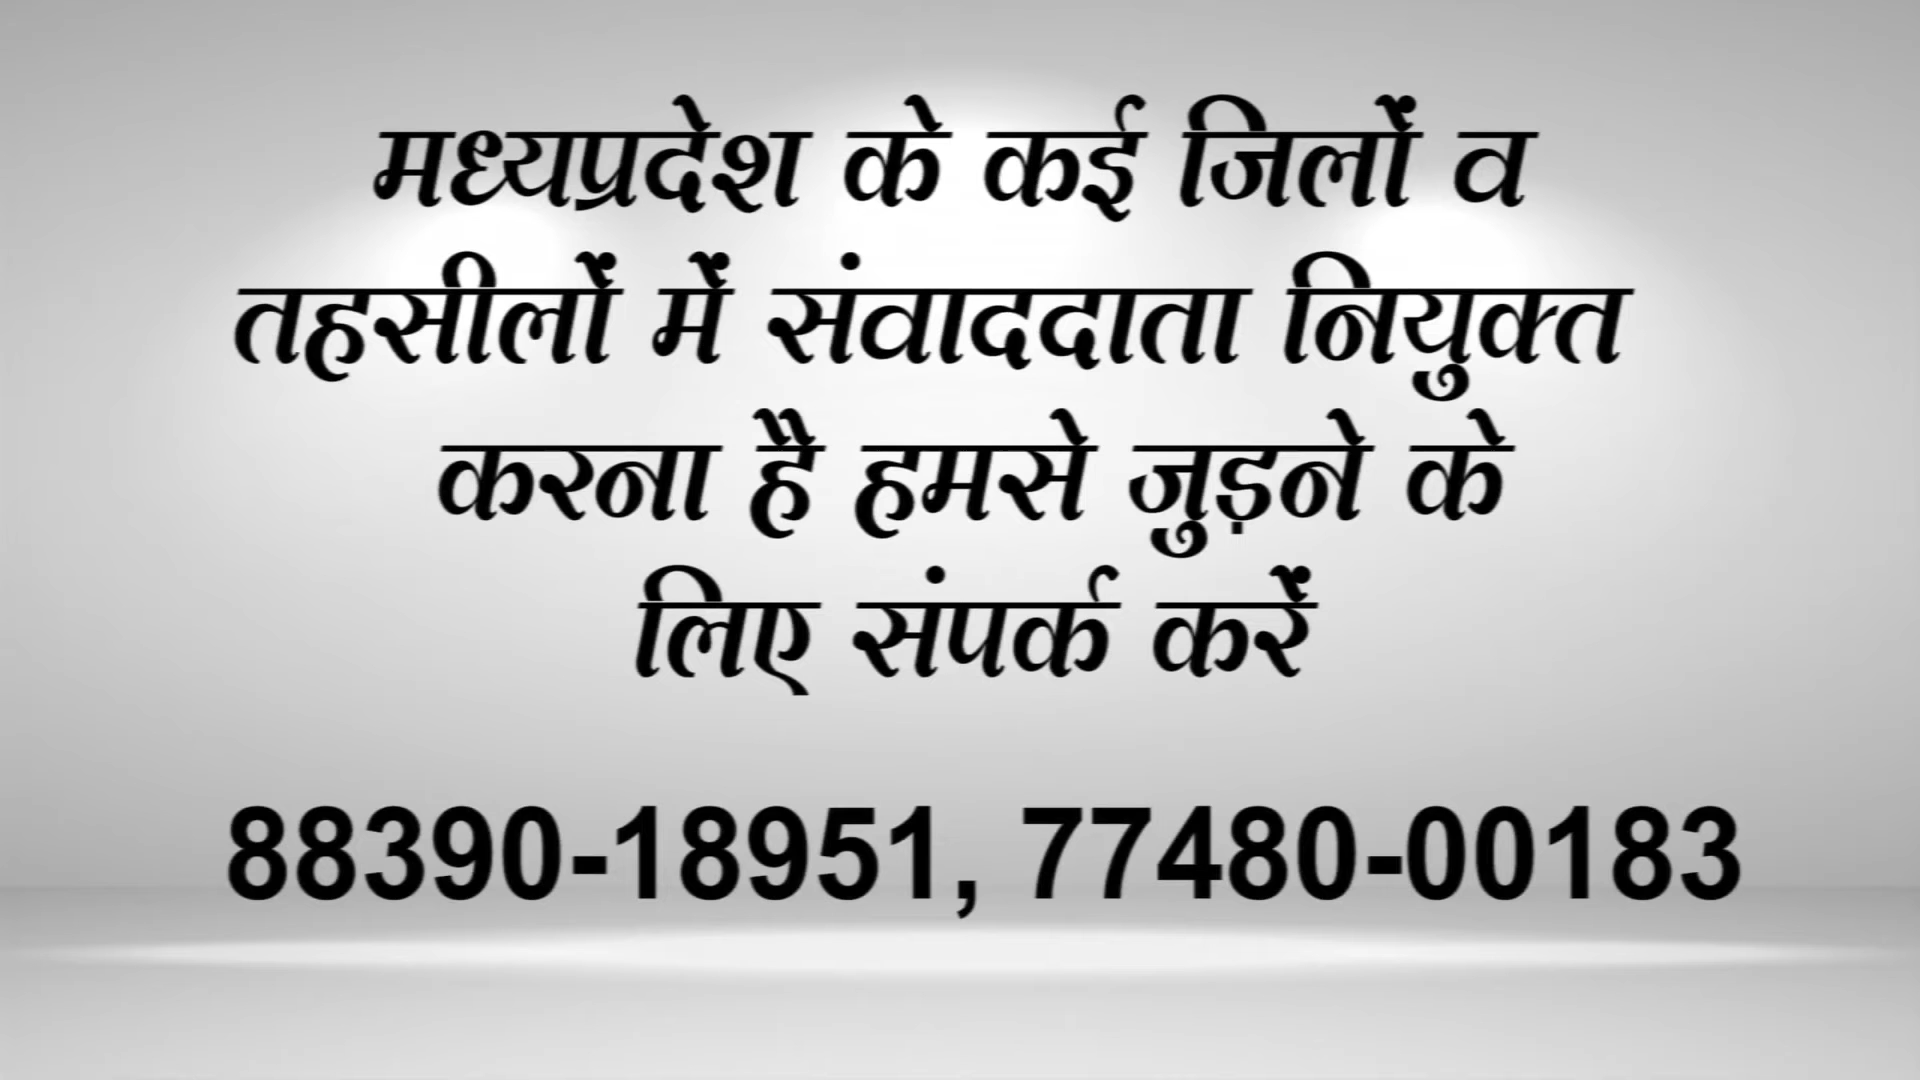 मध्यप्रदेश के कई जिलों व
तहसीलों में संवाददाता नियुक्त
करना है हमसे जुड़ने के
लिए संपर्क करें
88390-18951, 77480-00183